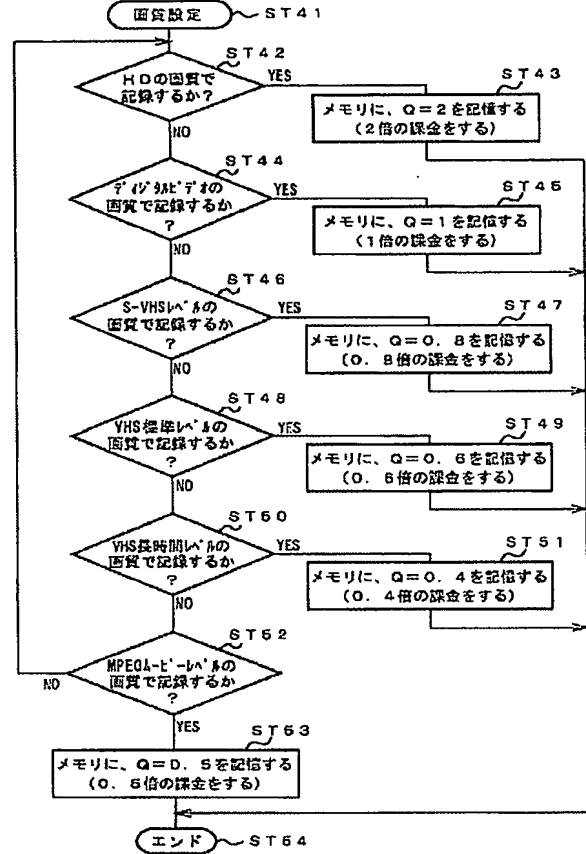 画質設定
ST41
ST42
HDの画質で
記録するか?
YES
NO
ST43
メモリに、Q=2を記憶する
(2倍の課金をする)
ST44
ディジタルビデオの
画質で記録するか
?
YES
NO
ST45
メモリに、Q=1を記憶する
(1倍の課金をする)
ST46
S-VHSレベルの
画質で記録するか
?
YES
NO
ST47
メモリに、Q=0.8を記憶する
(0.8倍の課金をする)
ST48
VHS標準レベルの
画質で記録するか
?
YES
NO
ST49
メモリに、Q=0.6を記憶する
(0.6倍の課金をする)
ST50
VHS長時間レベルの
画質で記録するか
?
YES
NO
ST51
メモリに、Q=0.4を記憶する
(0.4倍の課金をする)
ST52
MPEGムービーレベルの
画質で記録するか
?
NO
YES
ST53
メモリに、Q=0.5を記憶する
(0.5倍の課金をする)
エンド
ST54